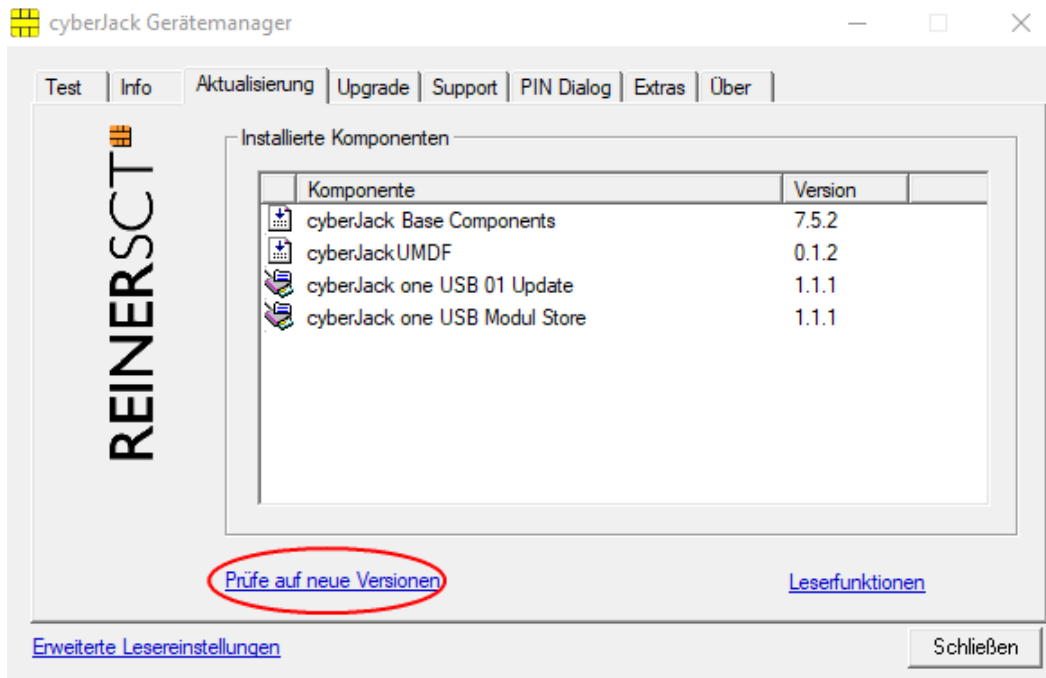 cyberJack Gerätemanager
Test Info Aktualisierung Upgrade Support PIN Dialog Extras Über
REINERSCT
Installierte Komponenten
Komponente Version
cyberJack Base Components 7.5.2
cyberJackUMDF 0.1.2
cyberJack one USB 01 Update 1.1.1
cyberJack one USB Modul Store 1.1.1
Prüfe auf neue Versionen Leserfunktionen
Erweiterte Lesereinstellungen Schließen